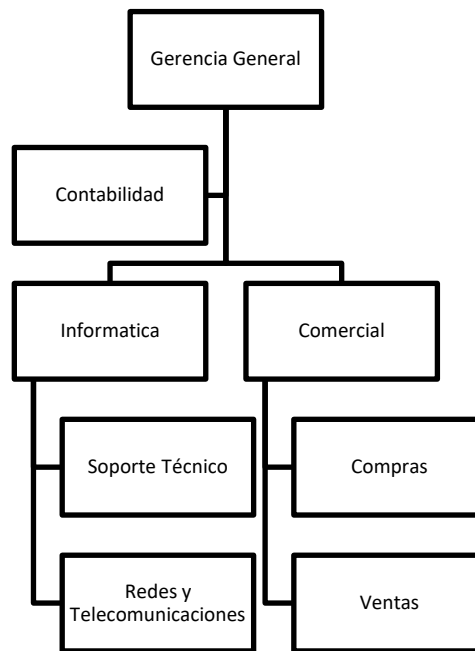 Gerencia General
Contabilidad
Informatica
Comercial
Soporte Técnico
Compras
Redes y
Telecomunicaciones
Ventas